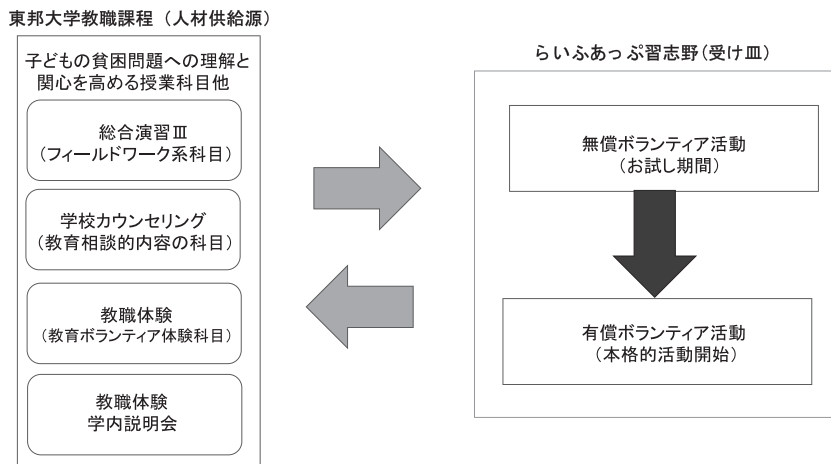 東邦大学教職課程（人材供給源）
子どもの貧困問題への理解と
関心を高める授業科目他
総合演習Ⅲ
（フィールドワーク系科目）
学校カウンセリング
（教育相談的内容の科目）
教職体験
（教育ボランティア体験科目）
教職体験
学内説明会
らいふあっぷ習志野（受け皿）
無償ボランティア活動
（お試し期間）
有償ボランティア活動
（本格的活動開始）